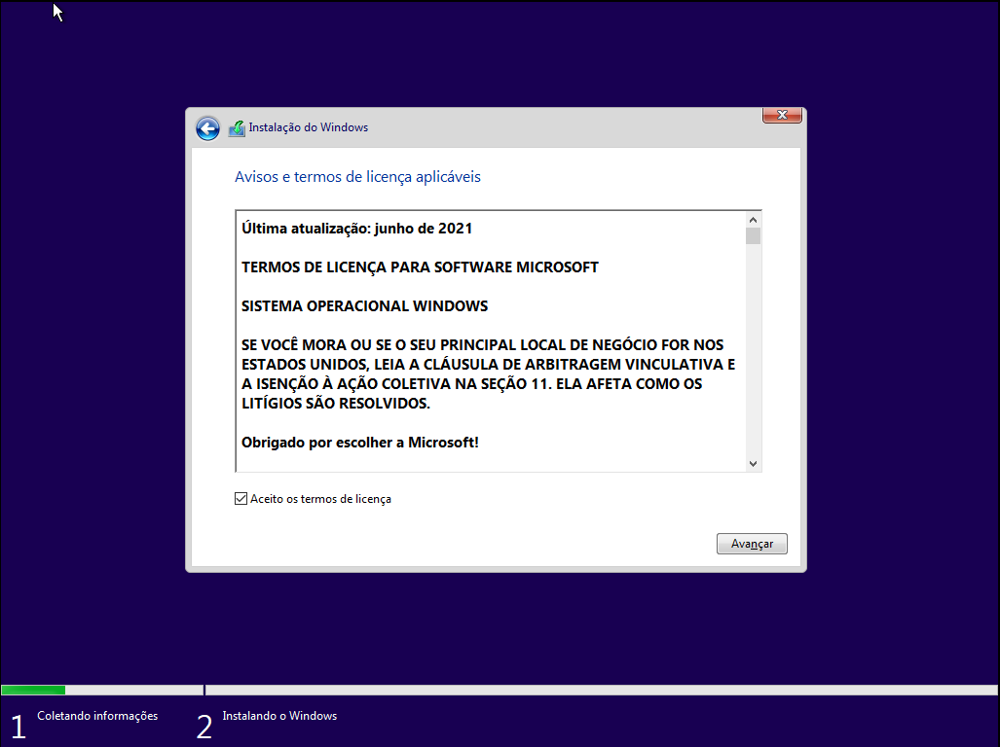 Instalação do Windows
Avisos e termos de licença aplicáveis
Última atualização: junho de 2021
TERMOS DE LICENÇA PARA SOFTWARE MICROSOFT
SISTEMA OPERACIONAL WINDOWS
SE VOCÊ MORA OU SE O SEU PRINCIPAL LOCAL DE NEGÓCIO FOR NOS
ESTADOS UNIDOS, LEIA A CLÁUSULA DE ARBITRAGEM VINCULATIVA E
A ISENÇÃO À AÇÃO COLETIVA NA SEÇÃO 11. ELA AFETA COMO OS
LITÍGIOS SÃO RESOLVIDOS.
Obrigado por escolher a Microsoft!
Aceito os termos de licença
Avançar
1 Coletando informações
2 Instalando o Windows